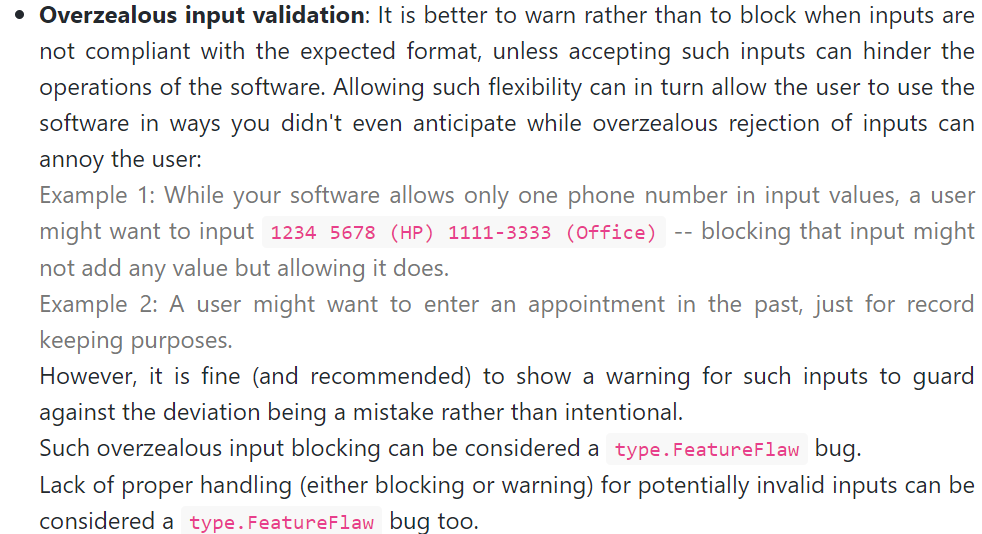 Overzealous input validation: It is better to warn rather than to block when inputs are
not compliant with the expected format, unless accepting such inputs can hinder the
operations of the software. Allowing such flexibility can in turn allow the user to use the
software in ways you didn't even anticipate while overzealous rejection of inputs can
annoy the user:
Example 1: While your software allows only one phone number in input values, a user
might want to input 1234 5678 (HP) 1111-3333 (Office) -- blocking that input might
not add any value but allowing it does.
Example 2: A user might want to enter an appointment in the past, just for record
keeping purposes.
However, it is fine (and recommended) to show a warning for such inputs to guard
against the deviation being a mistake rather than intentional.
Such overzealous input blocking can be considered a type.FeatureFlaw bug.
Lack of proper handling (either blocking or warning) for potentially invalid inputs can be
considered a type.FeatureFlaw bug too.